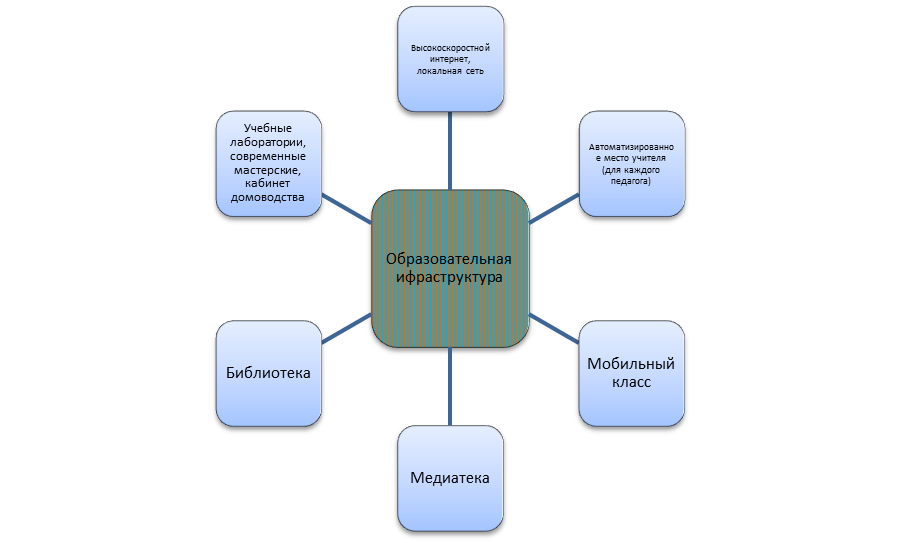 Высокоскоростной
интернет,
локальная сеть
Учебные
лаборатории,
современные
мастерские,
кабинет
домоводства
Автоматизированно
е место учителя
(для каждого
педагога)
Образовательная
ифраструктура
Библиотека
Мобильный
класс
Медиатека